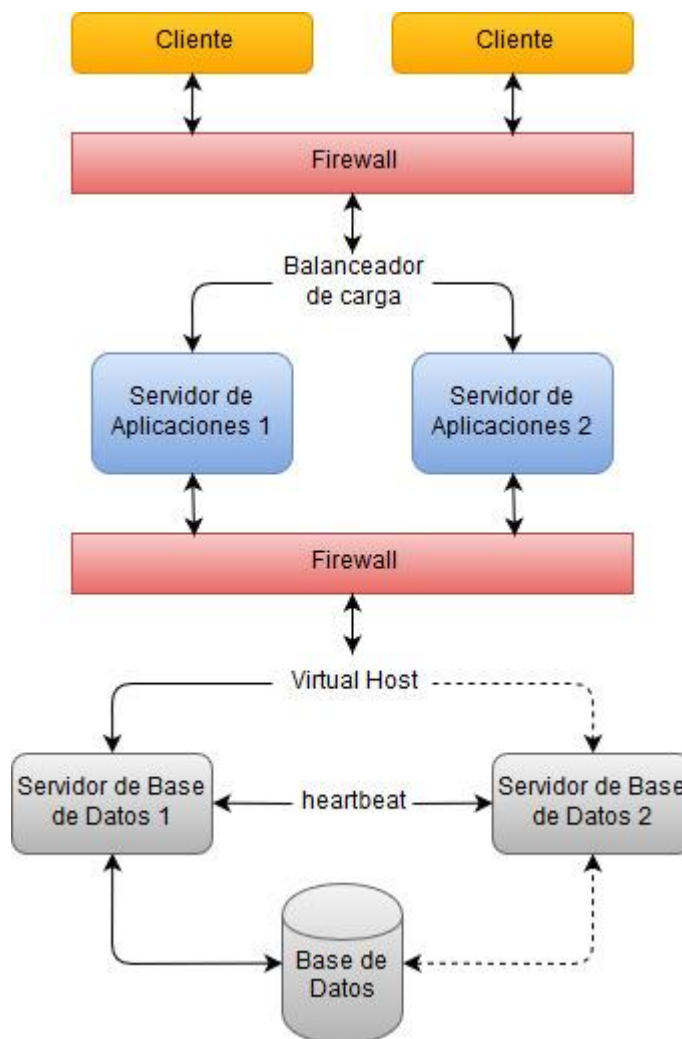 Cliente
Cliente
Firewall
Balanceador
de carga
Servidor de
Aplicaciones 1
Servidor de
Aplicaciones 2
Firewall
Virtual Host
Servidor de Base
de Datos 1
heartbeat
Servidor de Base
de Datos 2
Base de
Datos